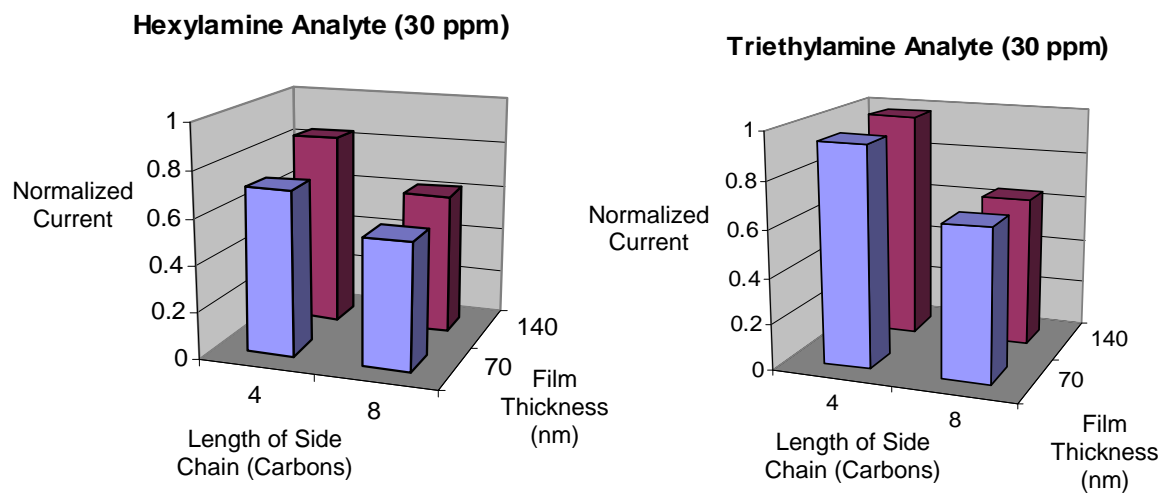 Hexylamine Analyte (30 ppm)
1
0.8
0.6
0.4
0.2
0
Normalized
Current
4
8
Length of Side
Chain (Carbons)
70
140
Film
Thickness
(nm)
Triethylamine Analyte (30 ppm)
1
0.8
0.6
0.4
0.2
0
Normalized
Current
4
8
Length of Side
Chain (Carbons)
70
140
Film
Thickness
(nm)